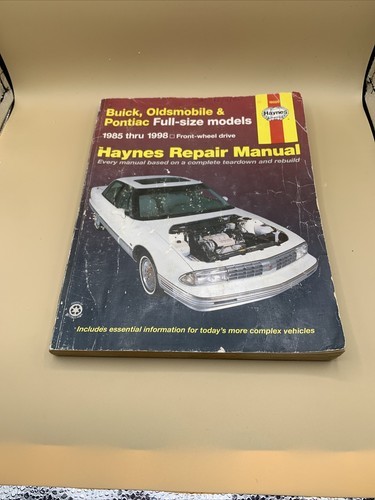 Buick, Oldsmobile &
Pontiac Full-size models
1985 thru 1998 □ Front-wheel drive
Haynes
Haynes Repair Manual
Every manual based on a complete teardown and rebuild
Includes essential information for today's more complex vehicles